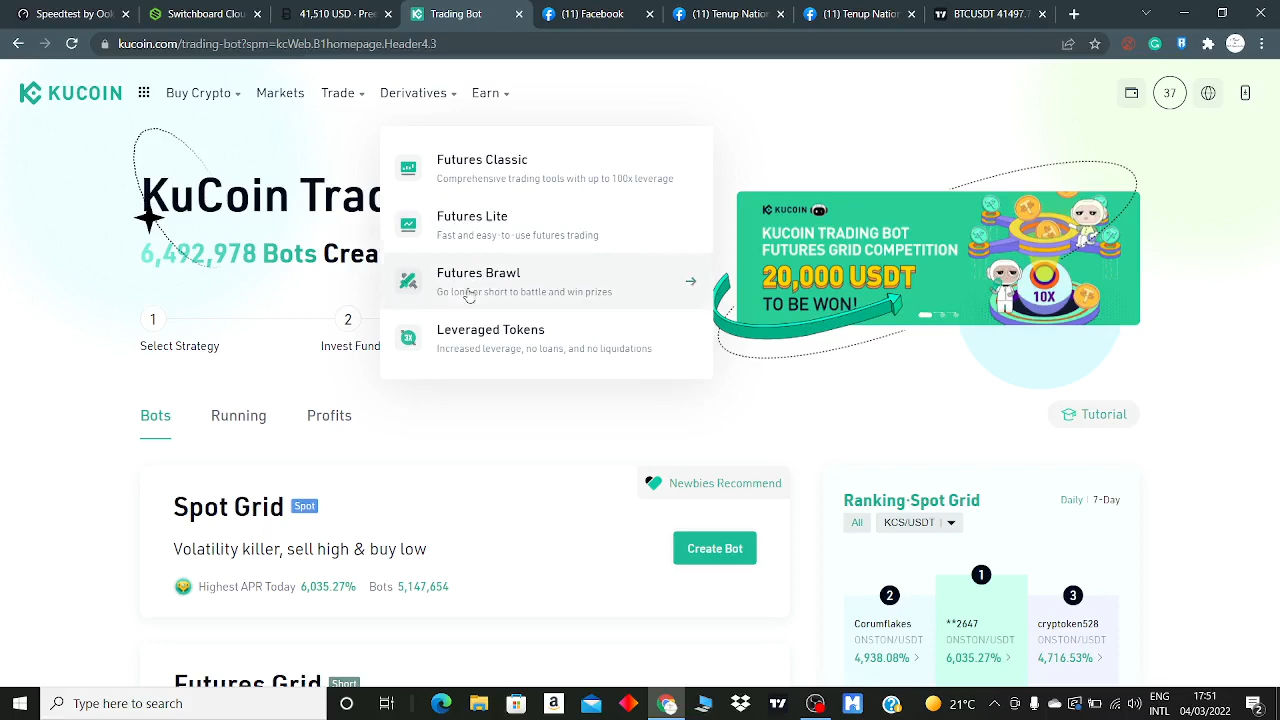 Speedtest by Ook
Switchboard Clou
41,510 USD - Prec
Trading Bot
(11) Facebook
(11) 1enup Nation
(11) 1enup Nation
BTCUSDT 41497.
kucoin.com/trading-bot?spm=kcWeb.B1homepage.Header4.3
KUCOIN
Buy Crypto
Markets
Trade
Derivatives
Earn
37
Futures Classic
Comprehensive trading tools with up to 100x leverage
Futures Lite
Fast and easy-to-use futures trading
Futures Brawl
Go long or short to battle and win prizes
Leveraged Tokens
Increased leverage, no loans, and no liquidations
KuCoin Trad
6,492,978 Bots Crea
1
2
Select Strategy
Invest Fund
KUCOIN
KUCOIN TRADING BOT
FUTURES GRID COMPETITION
20,000 USDT
TO BE WON!
10X
Bots
Running
Profits
Tutorial
Newbies Recommend
Spot Grid Spot
Volatility killer, sell high & buy low
Create Bot
Highest APR Today 6,035.27% Bots 5,147,654
Futures Grid Short
Ranking·Spot Grid
Daily | 7-Day
All
KCS/USDT
1
2
3
Corumflakes
**2647
cryptoken528
ONSTON/USDT
ONSTON/USDT
ONSTON/USDT
4,938.08%
6,035.27%
4,716.53%
Type here to search
21°C
ENG
INTL
17:51
04/03/2022
2